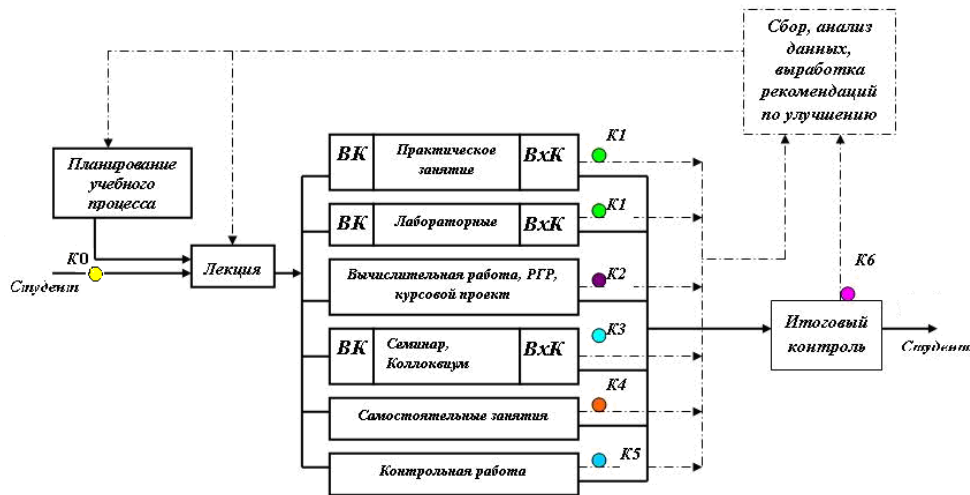 Сбор, анализ
данных,
выработка
рекомендаций
по улучшению
Планирование
учебного
процесса
К0
Студент
Лекция
ВК
Практическое
занятие
ВхК
К1
ВК
Лабораторные
ВхК
К1
Вычислительная работа, РГР,
курсовой проект
К2
ВК
Семинар,
Коллоквиум
ВхК
К3
Самостоятельные занятия
К4
Контрольная работа
К5
К6
Итоговый
контроль
Студент